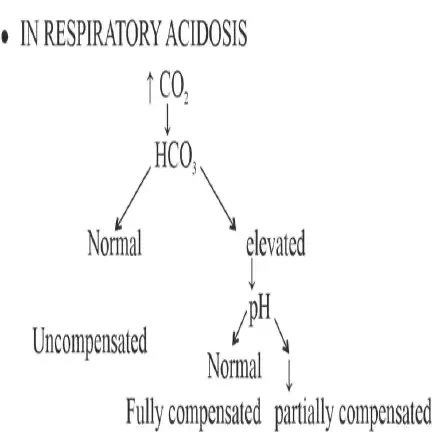 • IN RESPIRATORY ACIDOSIS
↑ CO₂
↓
HCO₃
Normal elevated
↓
pH
Uncompensated
Normal ↓
Fully compensated partially compensated